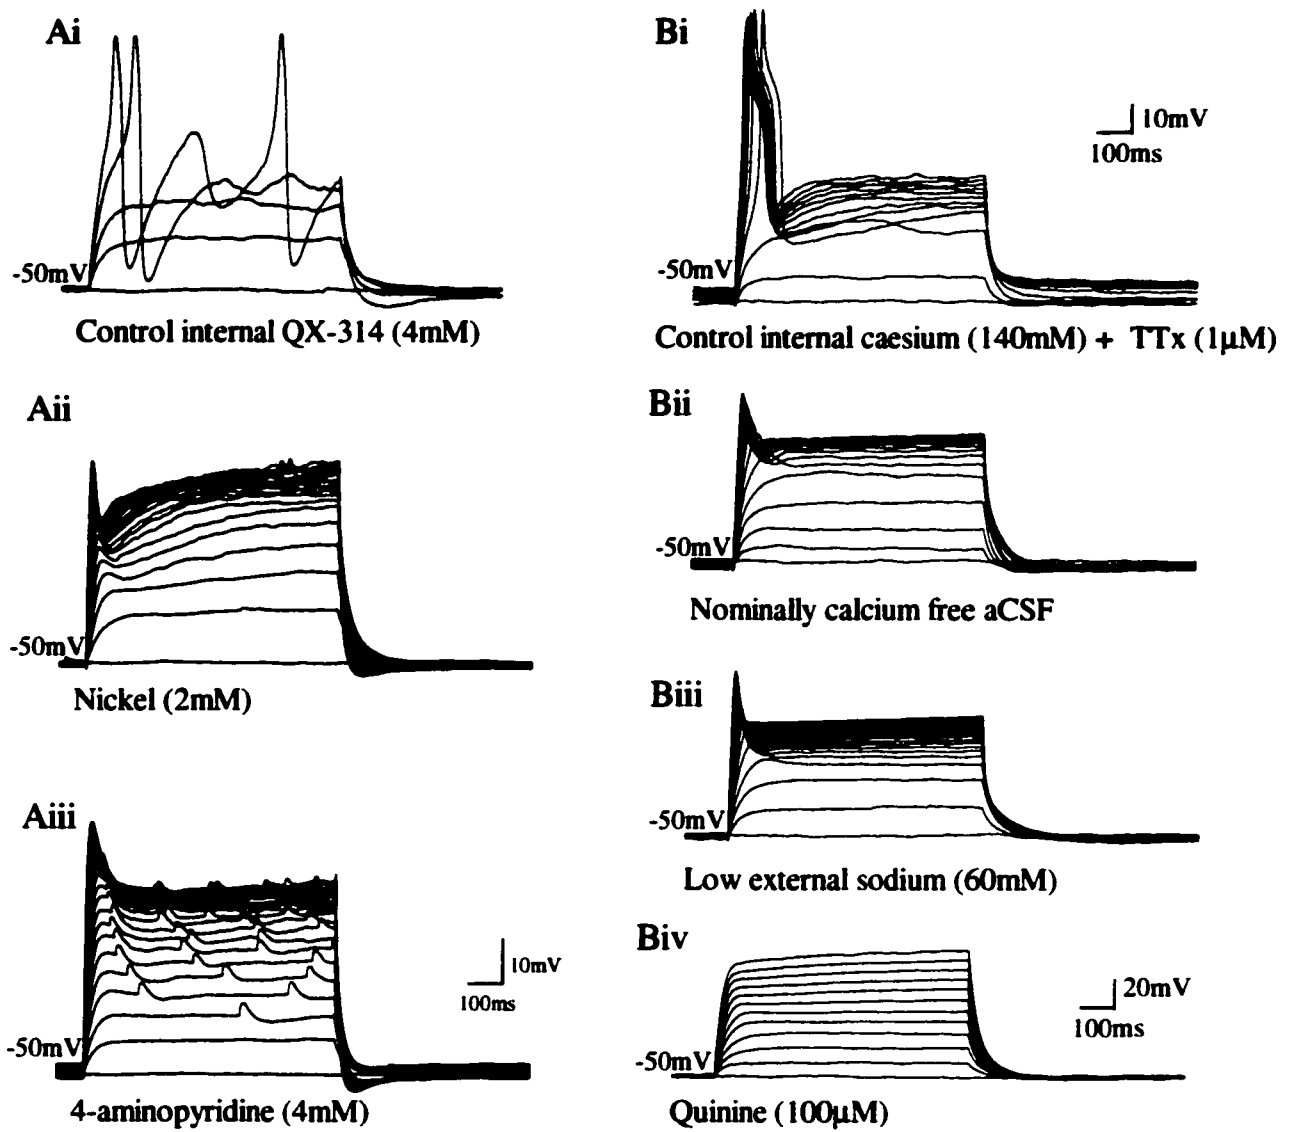 Ai
-50mV
Control internal QX-314 (4mM)
Aii
-50mV
Nickel (2mM)
Aiii
10mV
100ms
-50mV
4-aminopyridine (4mM)
Bi
10mV
100ms
-50mV
Control internal caesium (140mM) + TTx (1µM)
Bii
-50mV
Nominally calcium free aCSF
Biii
-50mV
Low external sodium (60mM)
Biv
20mV
100ms
-50mV
Quinine (100µM)